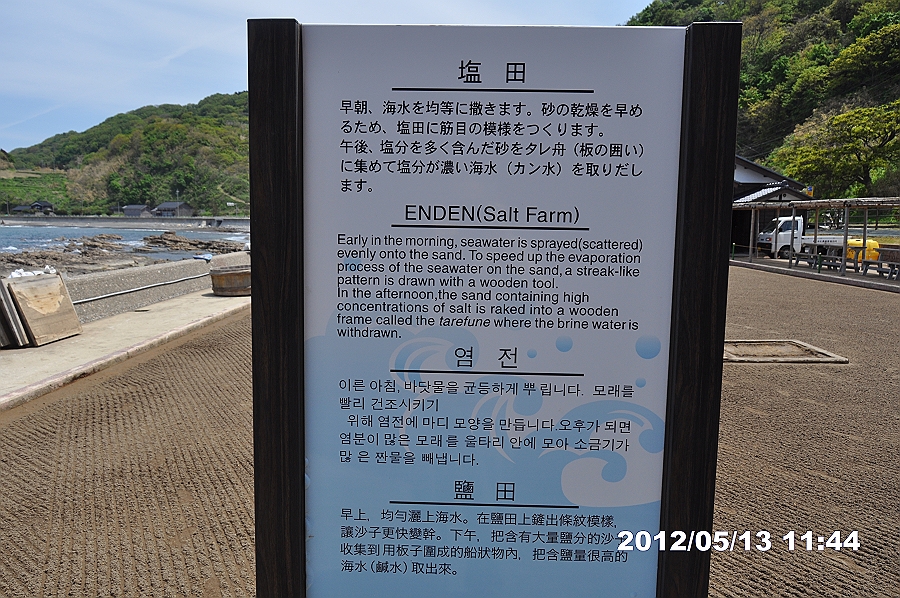 塩田
早朝、海水を均等に撒きます。砂の乾燥を早め
るため、塩田に筋目の模様をつくります。
午後、塩分を多く含んだ砂をタレ舟（板の囲い）
に集めて塩分が濃い海水（カン水）を取りだし
ます。
ENDEN(Salt Farm)
Early in the morning, seawater is sprayed(scattered)
evenly onto the sand. To speed up the evaporation
process of the seawater on the sand, a streak-like
pattern is drawn with a wooden tool.
In the afternoon,the sand containing high
concentrations of salt is raked into a wooden
frame called the tarefune where the brine water is
withdrawn.
염 전
이른 아침, 바닷물을 균등하게 뿌 립니다. 모래를
빨리 건조시키기
위해 염전에 마디 모양을 만듭니다.오후가 되면
염분이 많은 모래 를 울타리 안에 모아 소금기가
많 은 짠물을 빼냅니다.
鹽 田
早上，均勻灑上海水。在鹽田上鏟出條紋模樣，
讓沙子更快變幹。下午，把含有大量鹽分的沙
收集到用板子圍成的船狀物內，把含鹽量很高的
海水(鹹水)取出來。
2012/05/13 11:44